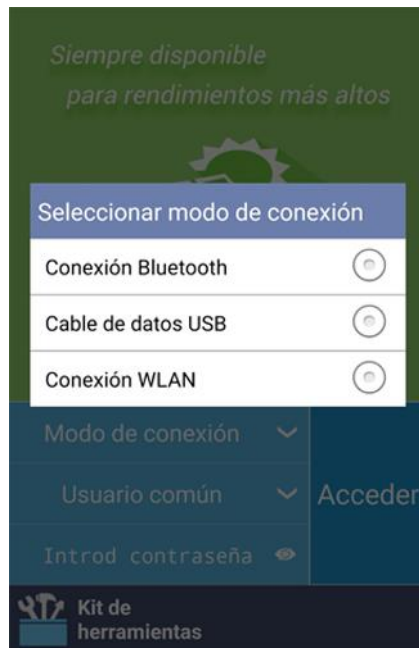 Siempre disponible
para rendimientos más altos
Seleccionar modo de conexión
Conexión Bluetooth
Cable de datos USB
Conexión WLAN
Modo de conexión
Usuario común
Acceder
Introd contraseña
Kit de
herramientas